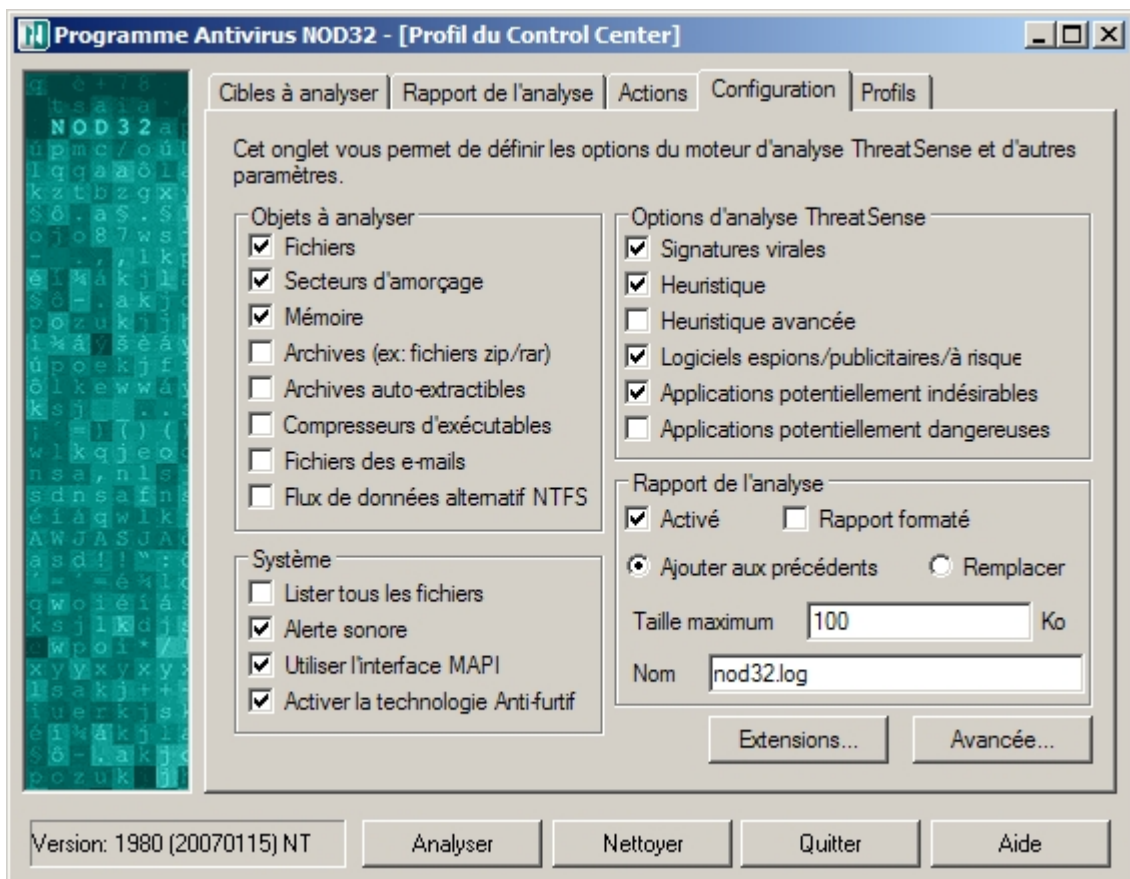 Programme Antivirus NOD32 - [Profil du Control Center]
NOD32
Cibles à analyser
Rapport de l'analyse
Actions
Configuration
Profils
Cet onglet vous permet de définir les options du moteur d'analyse ThreatSense et d'autres
paramètres.
Objets à analyser
Fichiers
Secteurs d'amorçage
Mémoire
Archives (ex: fichiers zip/rar)
Archives auto-extractibles
Compresseurs d'exécutables
Fichiers des e-mails
Flux de données alternatif NTFS
Système
Lister tous les fichiers
Alerte sonore
Utiliser l'interface MAPI
Activer la technologie Anti-furtif
Options d'analyse ThreatSense
Signatures virales
Heuristique
Heuristique avancée
Logiciels espions/publicitaires/à risque
Applications potentiellement indésirables
Applications potentiellement dangereuses
Rapport de l'analyse
Activé
Rapport formaté
Ajouter aux précédents
Remplacer
Taille maximum 100 Ko
Nom nod32.log
Extensions...
Avancée...
Version: 1980 (20070115) NT
Analyser
Nettoyer
Quitter
Aide